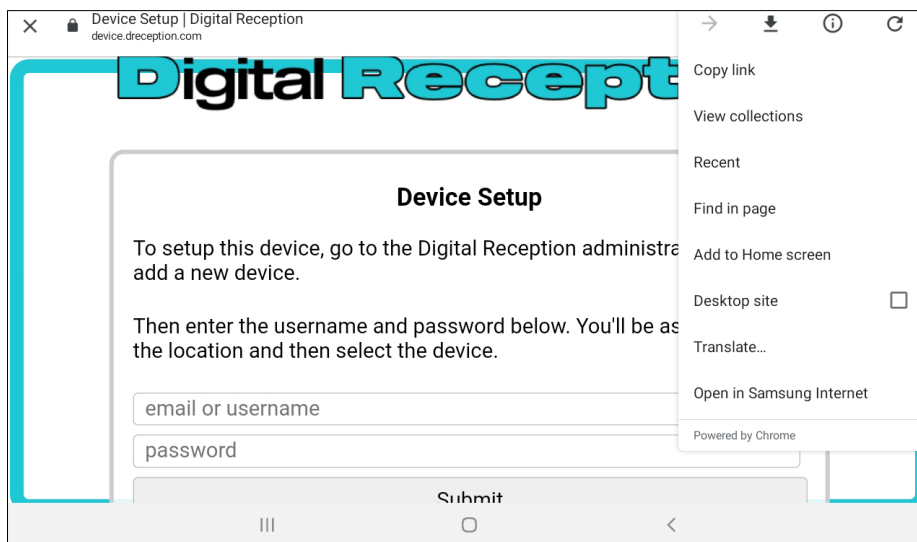 Device Setup | Digital Reception
device.dreception.com
Digital Recept
Device Setup
To setup this device, go to the Digital Reception administra
add a new device.
Then enter the username and password below. You'll be as
the location and then select the device.
email or username
password
Submit
Copy link
View collections
Recent
Find in page
Add to Home screen
Desktop site
Translate…
Open in Samsung Internet
Powered by Chrome